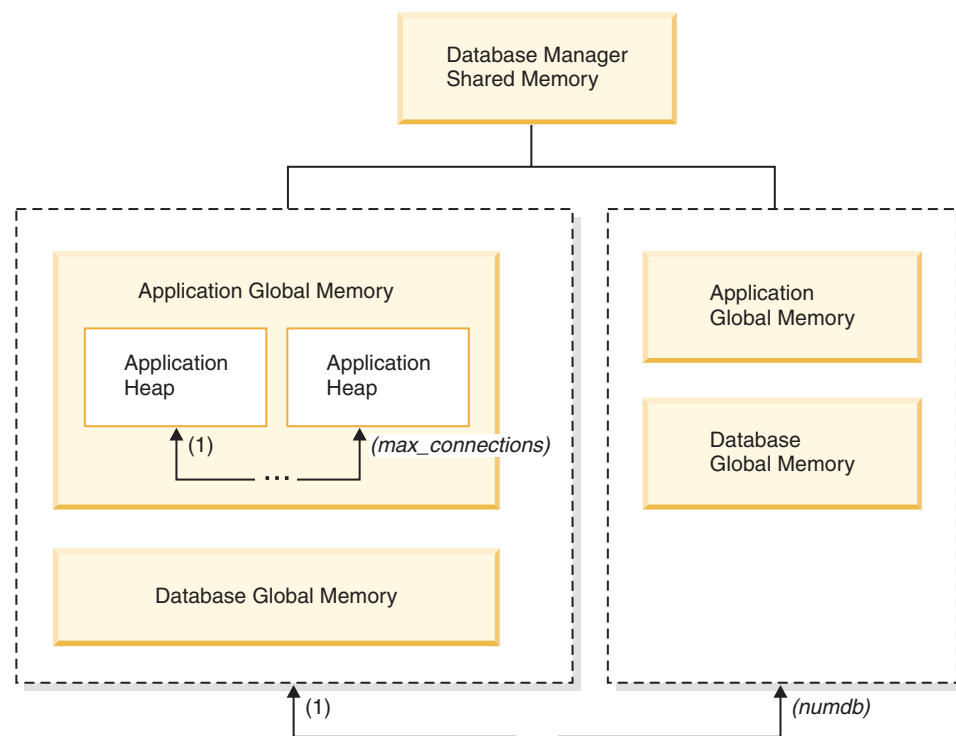 Database Manager
Shared Memory
Application Global Memory
Application
Heap
Application
Heap
(1)
(max_connections)
...
Database Global Memory
Application
Global Memory
Database
Global Memory
(1)
(numdb)